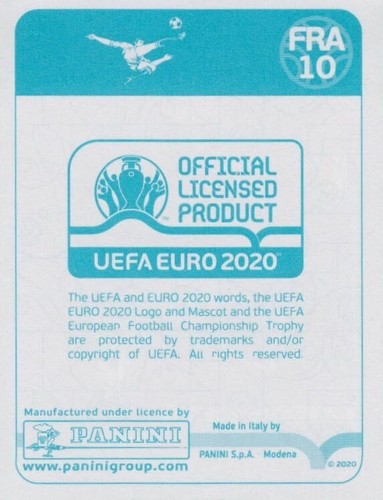 FRA
10
OFFICIAL
LICENSED
PRODUCT
TM
UEFA EURO 2020™
The UEFA and EURO 2020 words, the UEFA
EURO 2020 Logo and Mascot and the UEFA
European Football Championship Trophy
are protected by trademarks and/or
copyright of UEFA. All rights reserved.
Manufactured under licence by
PANINI
www.paninigroup.com
Made in Italy by
PANINI S.p.A. Modena
© 2020